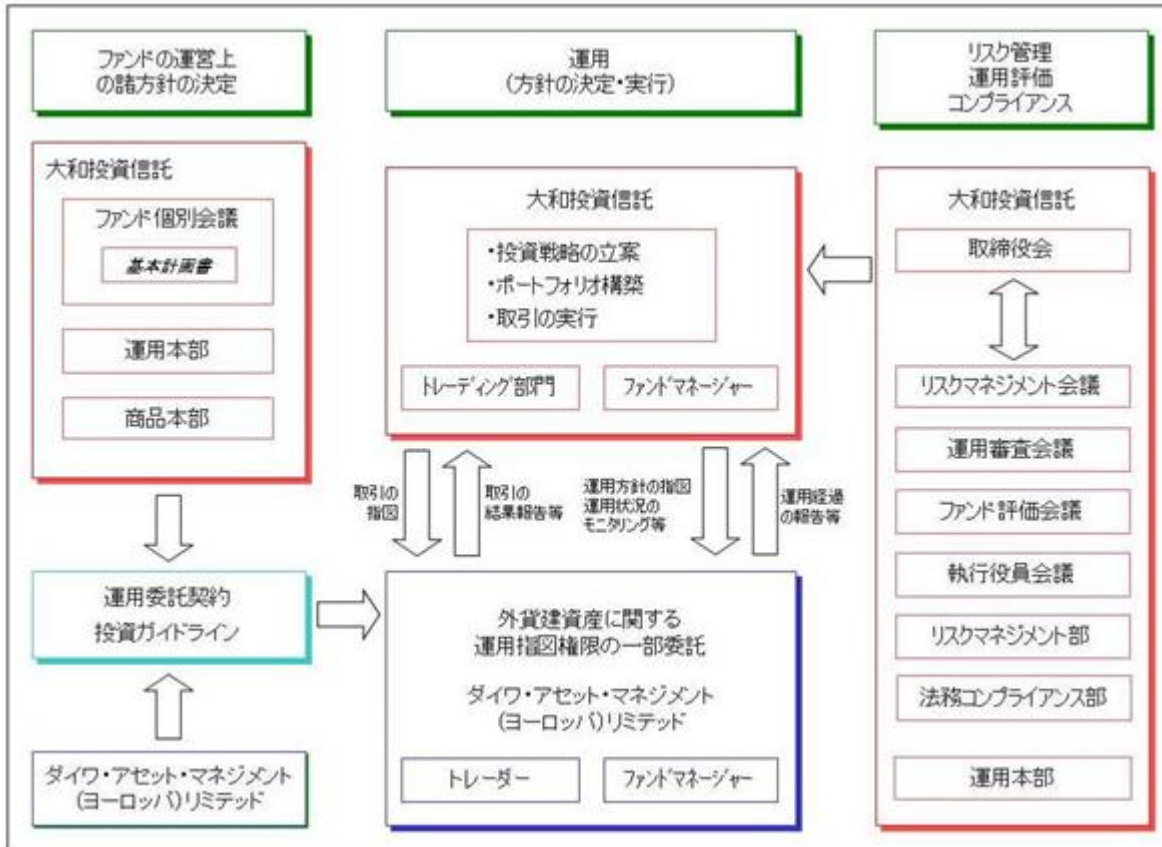 ファンドの運営上
の諸方針の決定
運用
(方針の決定・実行)
リスク管理
運用評価
コンプライアンス
大和投資信託
ファンド個別会議
基本計画書
運用本部
商品本部
大和投資信託
・投資戦略の立案
・ポートフォリオ構築
・取引の実行
トレーディング部門
ファンドマネージャー
大和投資信託
取締役会
リスクマネジメント会議
運用審査会議
ファンド評価会議
執行役員会議
リスクマネジメント部
法務コンプライアンス部
運用本部
取引の
指図
取引の
結果報告等
運用方針の指図
運用状況の
モニタリング等
運用経過
の報告等
運用委託契約
投資ガイドライン
外貨建資産に関する
運用指図権限の一部委託
ダイワ・アセット・マネジメント
(ヨーロッパ)リミテッド
トレーダー
ファンドマネージャー
ダイワ・アセット・マネジメント
(ヨーロッパ)リミテッド